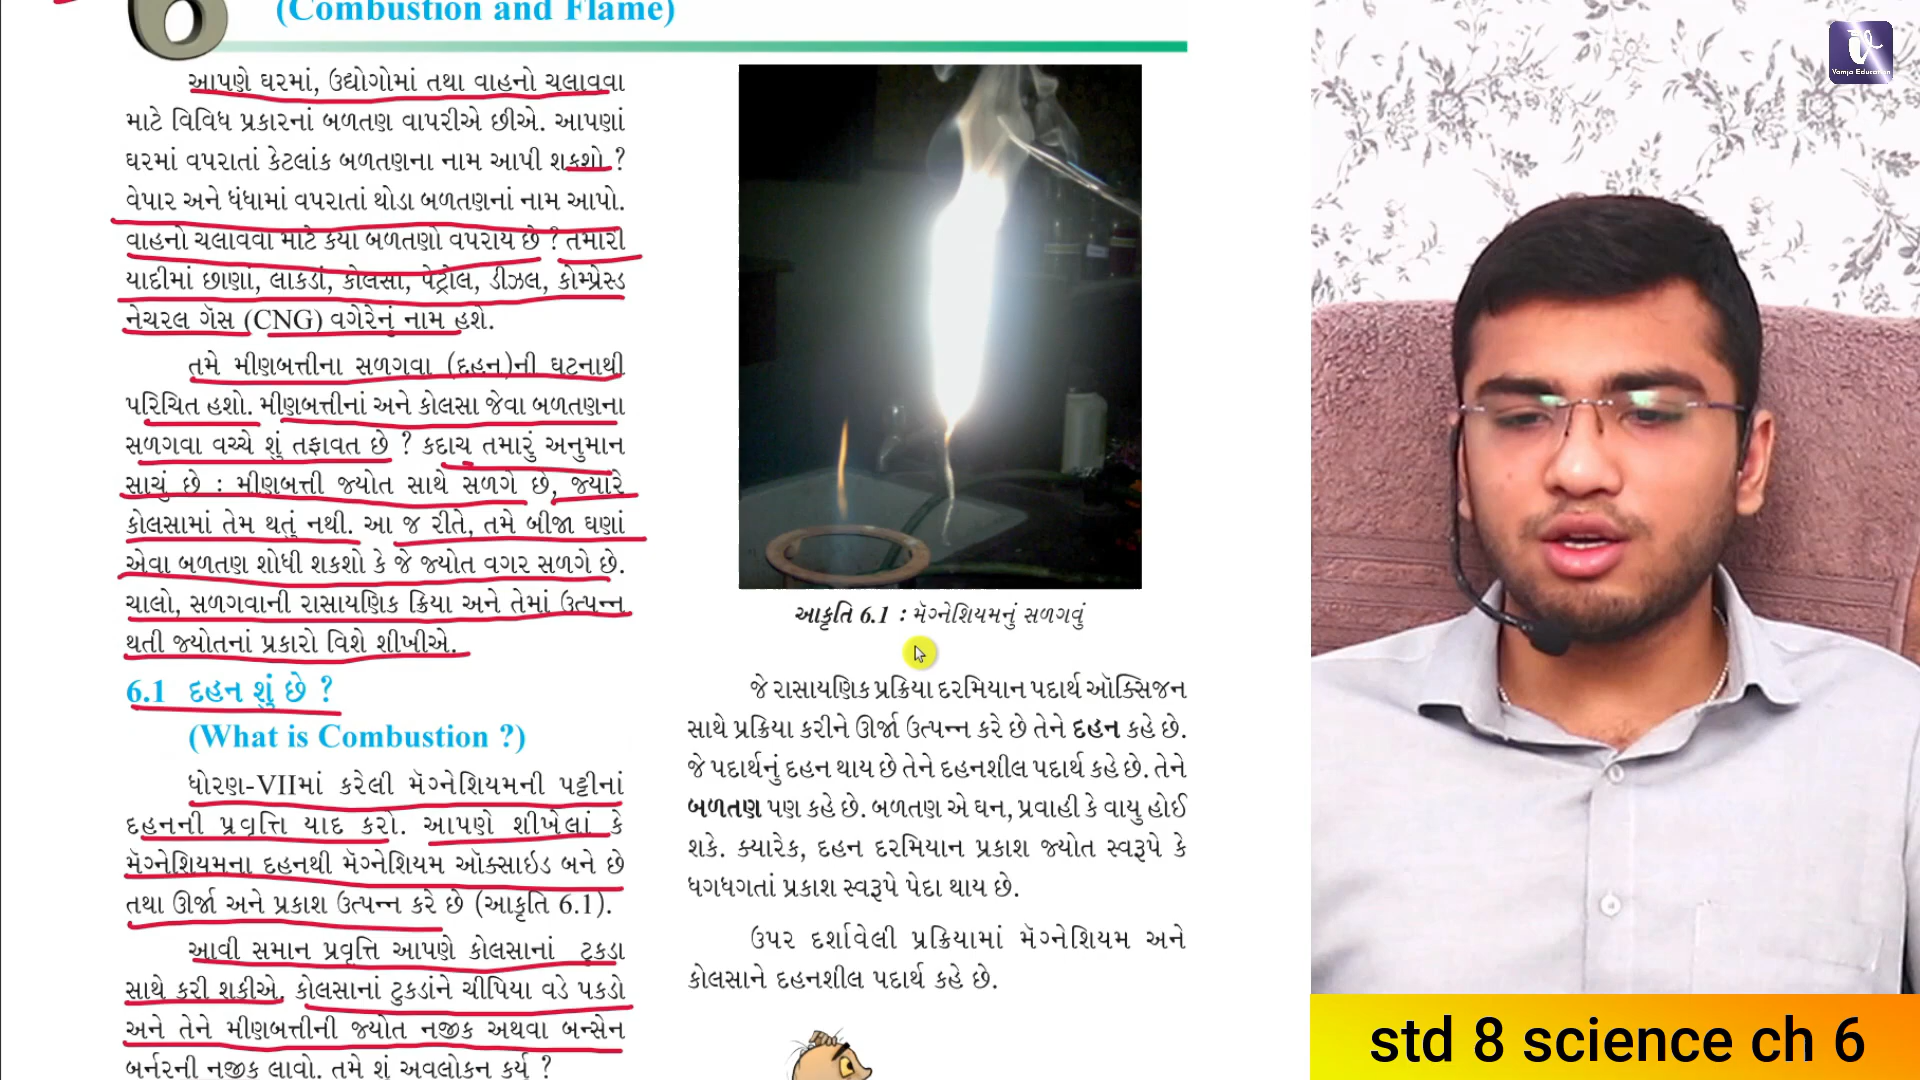 6
(Combustion and Flame)
આપણે ઘરમાં, ઉદ્યોગોમાં તથા વાહનો ચલાવવા
માટે વિવિધ પ્રકારનાં બળતણ વાપરીએ છીએ. આપણાં
ઘરમાં વપરાતાં કેટલાંક બળતણના નામ આપી શકશો ?
વેપાર અને ધંધામાં વપરાતાં થોડા બળતણનાં નામ આપો.
વાહનો ચલાવવા માટે કયા બળતણો વપરાય છે ? તમારી
યાદીમાં છાણાં, લાકડાં, કોલસા, પેટ્રોલ, ડીઝલ, કોમ્પ્રેસ્ડ
નેચરલ ગૅસ (CNG) વગેરેનું નામ હશે.
તમે મીણબત્તીના સળગવા (દહન)ની ઘટનાથી
પરિચિત હશો. મીણબત્તીનાં અને કોલસા જેવા બળતણના
સળગવા વચ્ચે શું તફાવત છે ? કદાચ તમારું અનુમાન
સાચું છે : મીણબત્તી જ્યોત સાથે સળગે છે, જ્યારે
કોલસામાં તેમ થતું નથી. આ જ રીતે, તમે બીજા ઘણાં
એવા બળતણ શોધી શકશો કે જે જ્યોત વગર સળગે છે.
ચાલો, સળગવાની રાસાયણિક ક્રિયા અને તેમાં ઉત્પન્ન
થતી જ્યોતનાં પ્રકારો વિશે શીખીએ.
6.1 દહન શું છે ?
(What is Combustion ?)
ધોરણ-VIIમાં કરેલી મૅગ્નેશિયમની પટ્ટીનાં
દહનની પ્રવૃત્તિ યાદ કરો. આપણે શીખેલાં કે
મૅગ્નેશિયમના દહનથી મૅગ્નેશિયમ ઑક્સાઇડ બને છે
તથા ઊર્જા અને પ્રકાશ ઉત્પન્ન કરે છે (આકૃતિ 6.1).
આવી સમાન પ્રવૃત્તિ આપણે કોલસાનાં ટુકડા
સાથે કરી શકીએ. કોલસાનાં ટુકડાંને ચીપિયા વડે પકડો
અને તેને મીણબત્તીની જ્યોત નજીક અથવા બન્સેન
બર્નરની નજીક લાવો. તમે શું અવલોકન કર્યુ ?
આકૃતિ 6.1 : મૅગ્નેશિયમનું સળગવું
જે રાસાયણિક પ્રક્રિયા દરમિયાન પદાર્થ ઑક્સિજન
સાથે પ્રક્રિયા કરીને ઊર્જા ઉત્પન્ન કરે છે તેને દહન કહે છે.
જે પદાર્થનું દહન થાય છે તેને દહનશીલ પદાર્થ કહે છે. તેને
બળતણ પણ કહે છે. બળતણ એ ઘન, પ્રવાહી કે વાયુ હોઈ
શકે. ક્યારેક, દહન દરમિયાન પ્રકાશ જ્યોત સ્વરૂપે કે
ધગધગતાં પ્રકાશ સ્વરૂપે પેદા થાય છે.
ઉપર દર્શાવેલી પ્રક્રિયામાં મૅગ્નેશિયમ અને
કોલસાને દહનશીલ પદાર્થ કહે છે.
Vamja Education
std 8 science ch 6